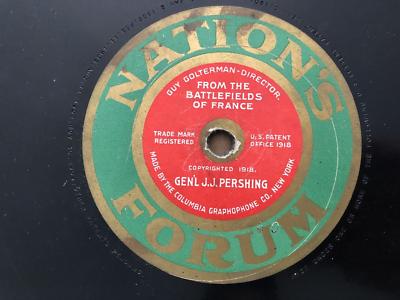 NATION'S
GUY GOLTERMAN-DIRECTOR.
FROM THE
BATTLEFIELDS
OF FRANCE
TRADE MARK
REGISTERED
U.S. PATENT
OFFICE 1918
COPYRIGHTED 1918.
GENL J.J. PERSHING
MADE BY THE COLUMBIA GRAPHOPHONE CO. NEW YORK
FORUM